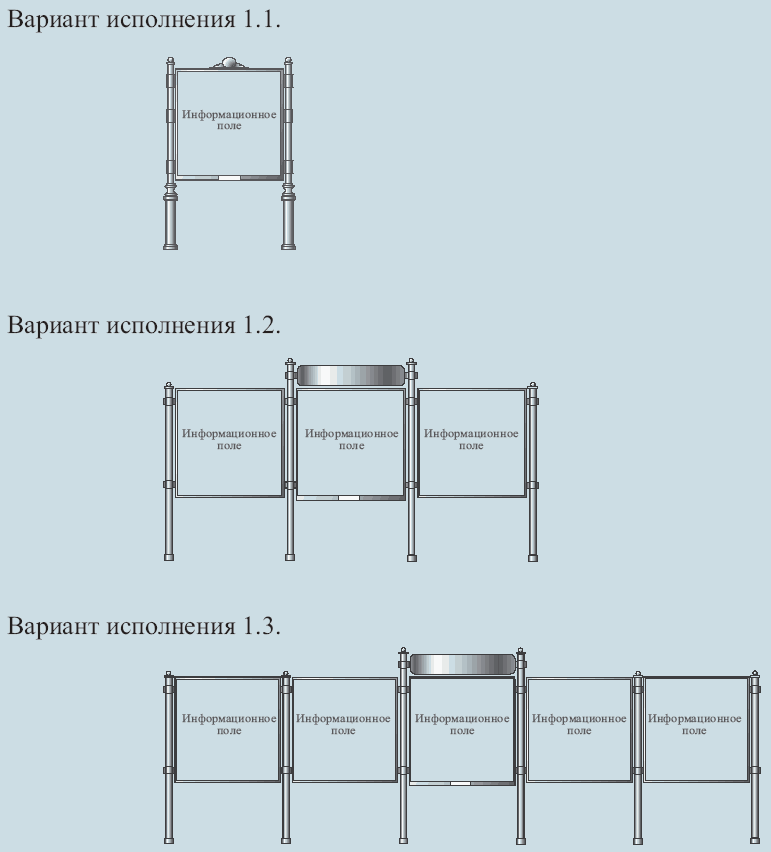 Вариант исполнения 1.1.
Информационное
поле
Вариант исполнения 1.2.
Информационное
поле
Информационное
поле
Информационное
поле
Вариант исполнения 1.3.
Информационное
поле
Информационное
поле
Информационное
поле
Информационное
поле
Информационное
поле